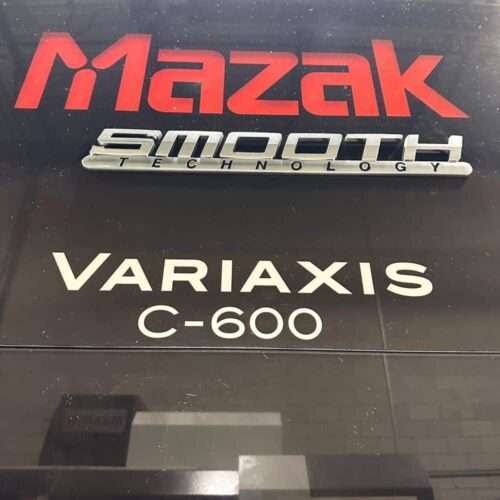 Mazak
SMOOTH
TECHNOLOGY
VARIAXIS
C-600